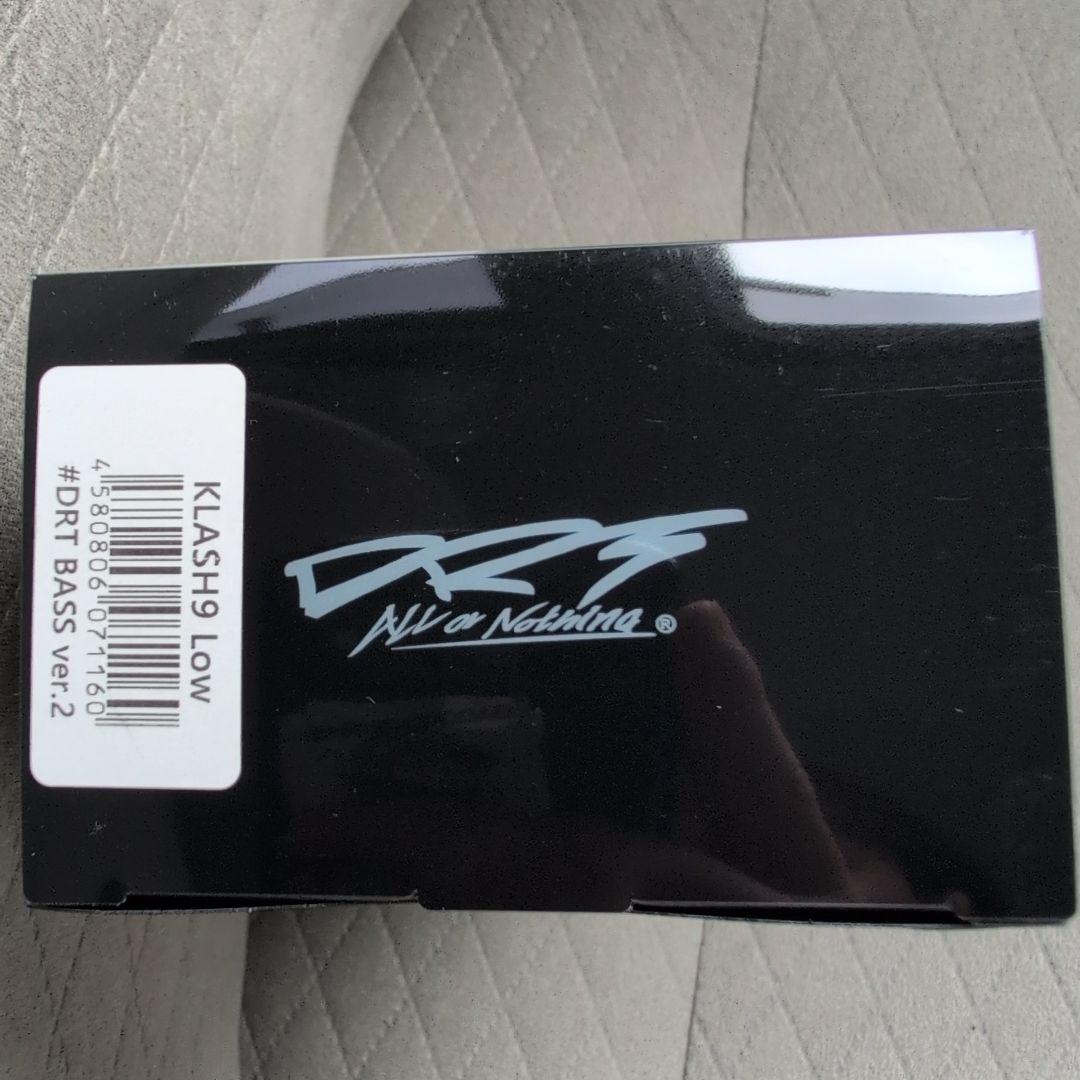 KLASH9 Low
4 580806 071160
#DRT BASS ver.2
DRT
ALL or Nothing ®